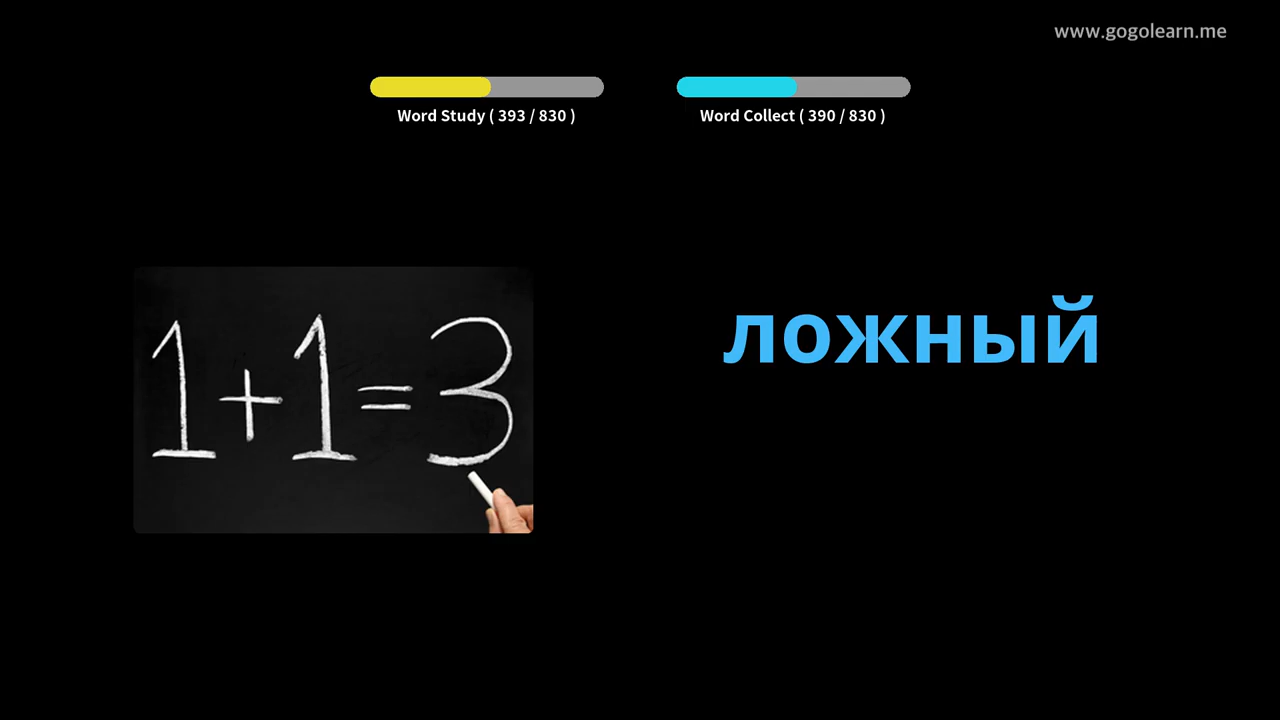 www.gogolearn.me
Word Study ( 393 / 830 )
Word Collect ( 390 / 830 )
1+1=3
ложный